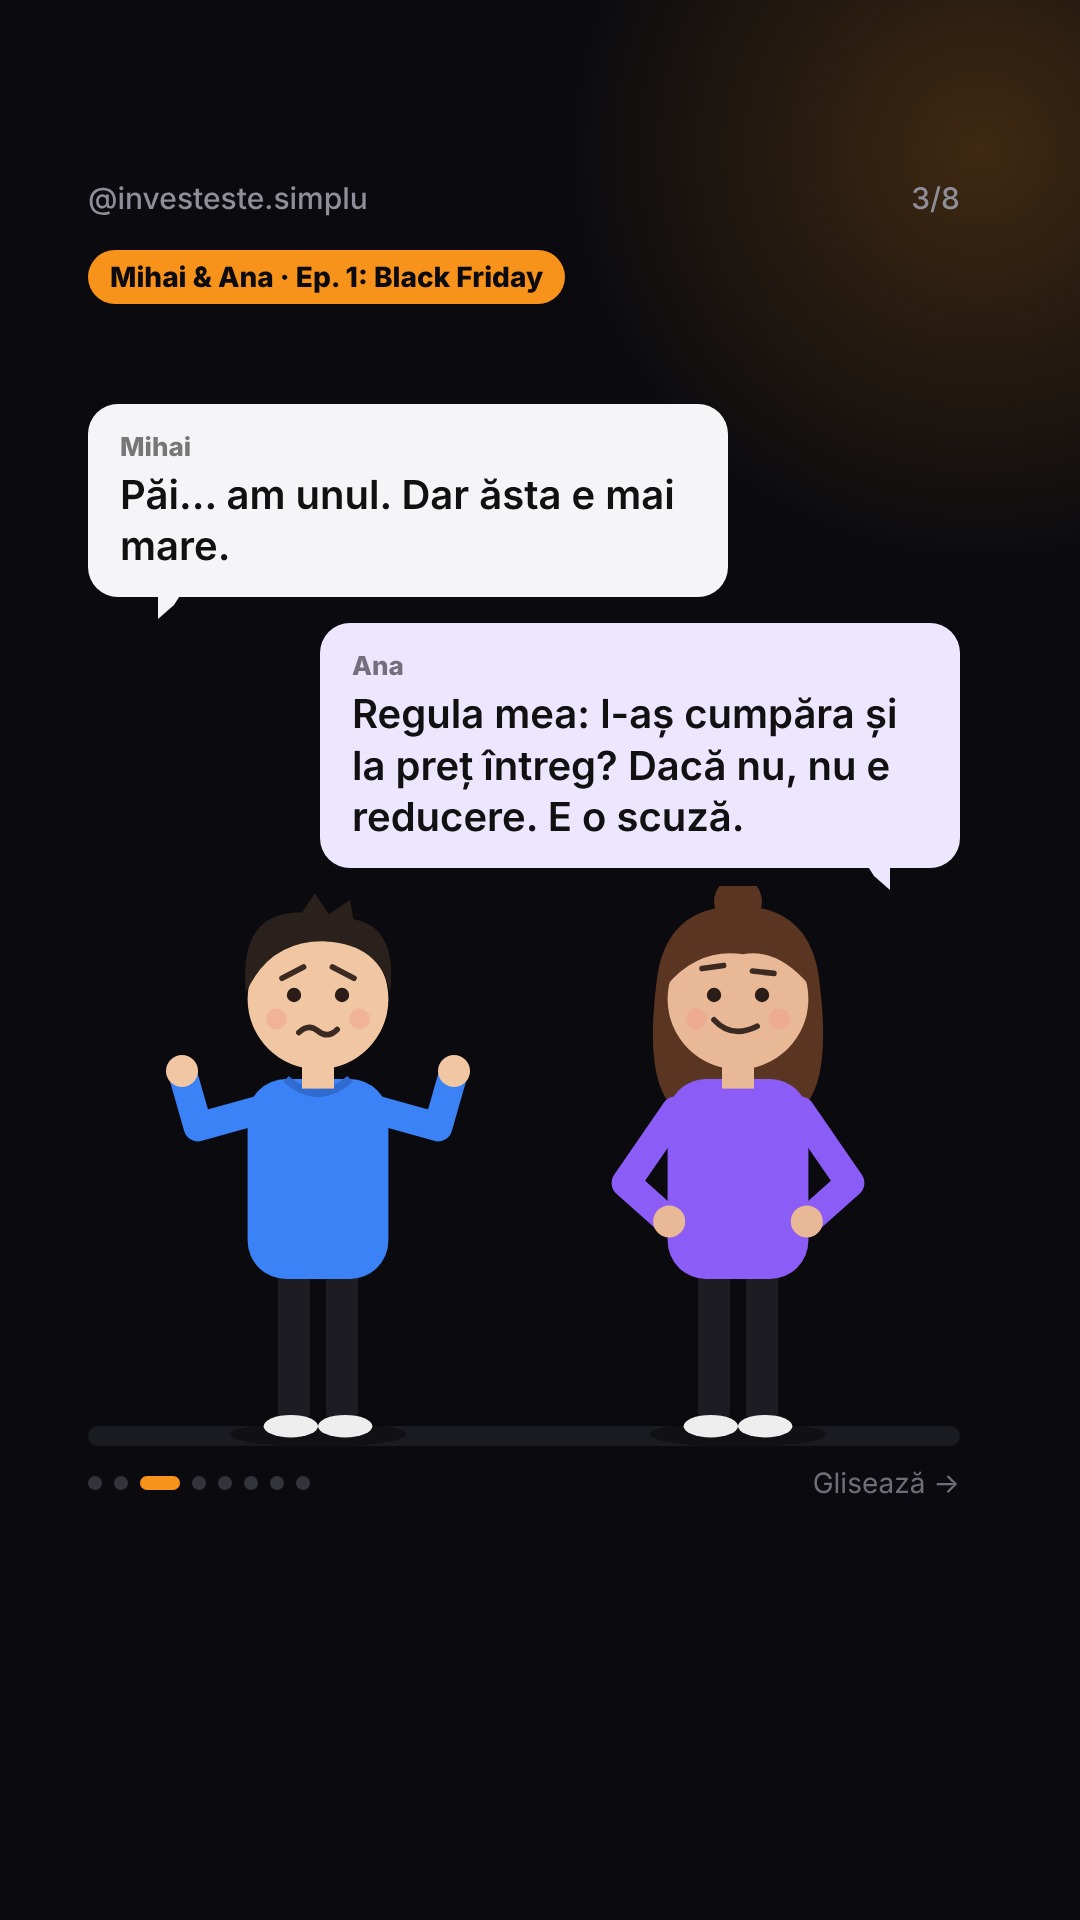 @investeste.simplu
3/8
Mihai & Ana · Ep. 1: Black Friday
Mihai
Păi... am unul. Dar ăsta e mai
mare.
Ana
Regula mea: l-aș cumpăra și
la preț întreg? Dacă nu, nu e
reducere. E o scuză.
Glisează →